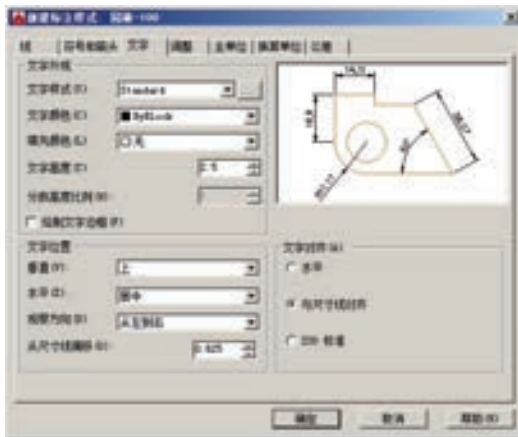 新建标注样式: 园林-100
线 符号和箭头 文字 调整 主单位 换算单位 公差
文字外观
文字样式(Y): Standard
文字颜色(C): ByBlock
填充颜色(L): 无
文字高度(T): 2.5
分数高度比例(H):
绘制文字边框(F)
文字位置
垂直(V): 上
水平(Z): 居中
观察方向(D): 从左到右
从尺寸线偏移(O): 0.625
文字对齐(A)
水平
与尺寸线对齐
ISO 标准
确定 取消 帮助(H)